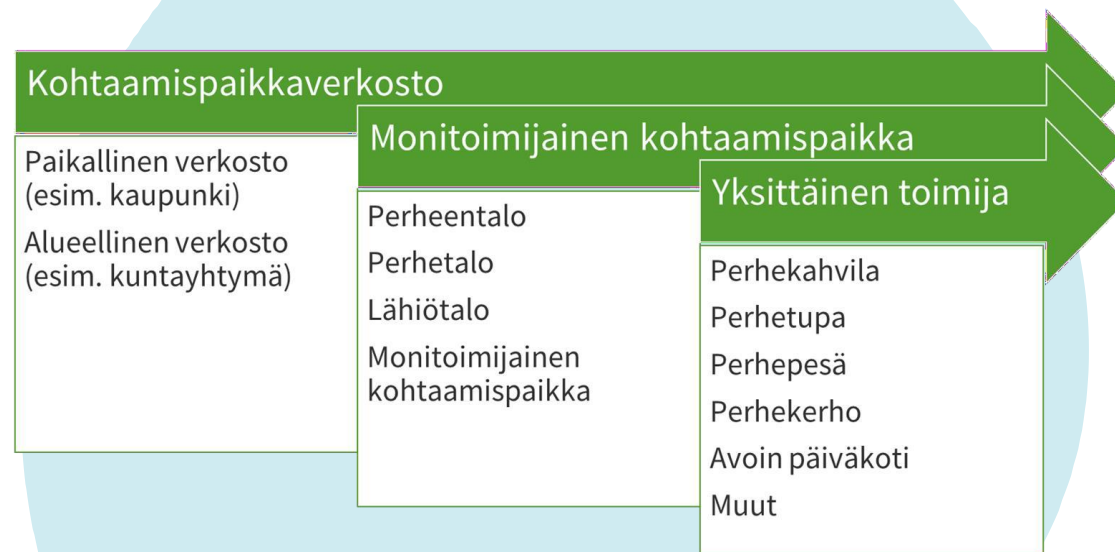 Kohtaamispaikkaverkosto
Paikallinen verkosto
(esim. kaupunki)
Alueellinen verkosto
(esim. kuntayhtymä)
Monitoimijainen kohtaamispaikka
Perheentalo
Perhetalo
Lähiötalo
Monitoimijainen
kohtaamispaikka
Yksittäinen toimija
Perhekahvila
Perhetupa
Perhepesä
Perhekerho
Avoin päiväkoti
Muut